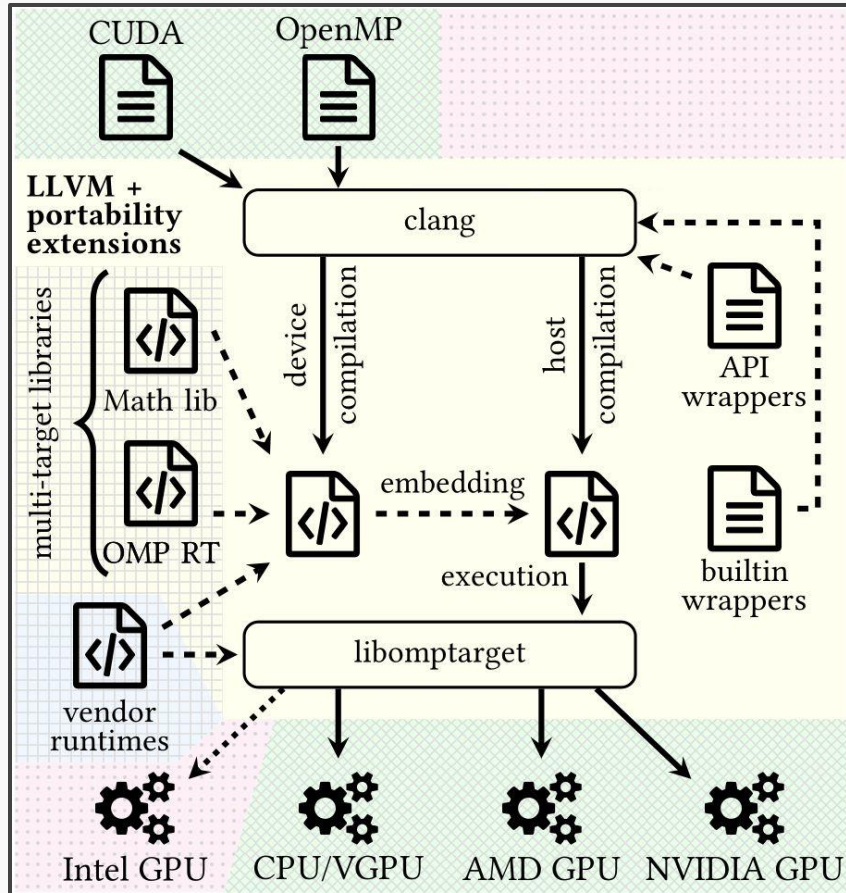 CUDA
OpenMP
LLVM +
portability
extensions
clang
multi-target libraries
Math lib
OMP RT
device
compilation
host
compilation
API
wrappers
embedding
builtin
wrappers
execution
libomptarget
vendor
runtimes
Intel GPU
CPU/VGPU
AMD GPU
NVIDIA GPU